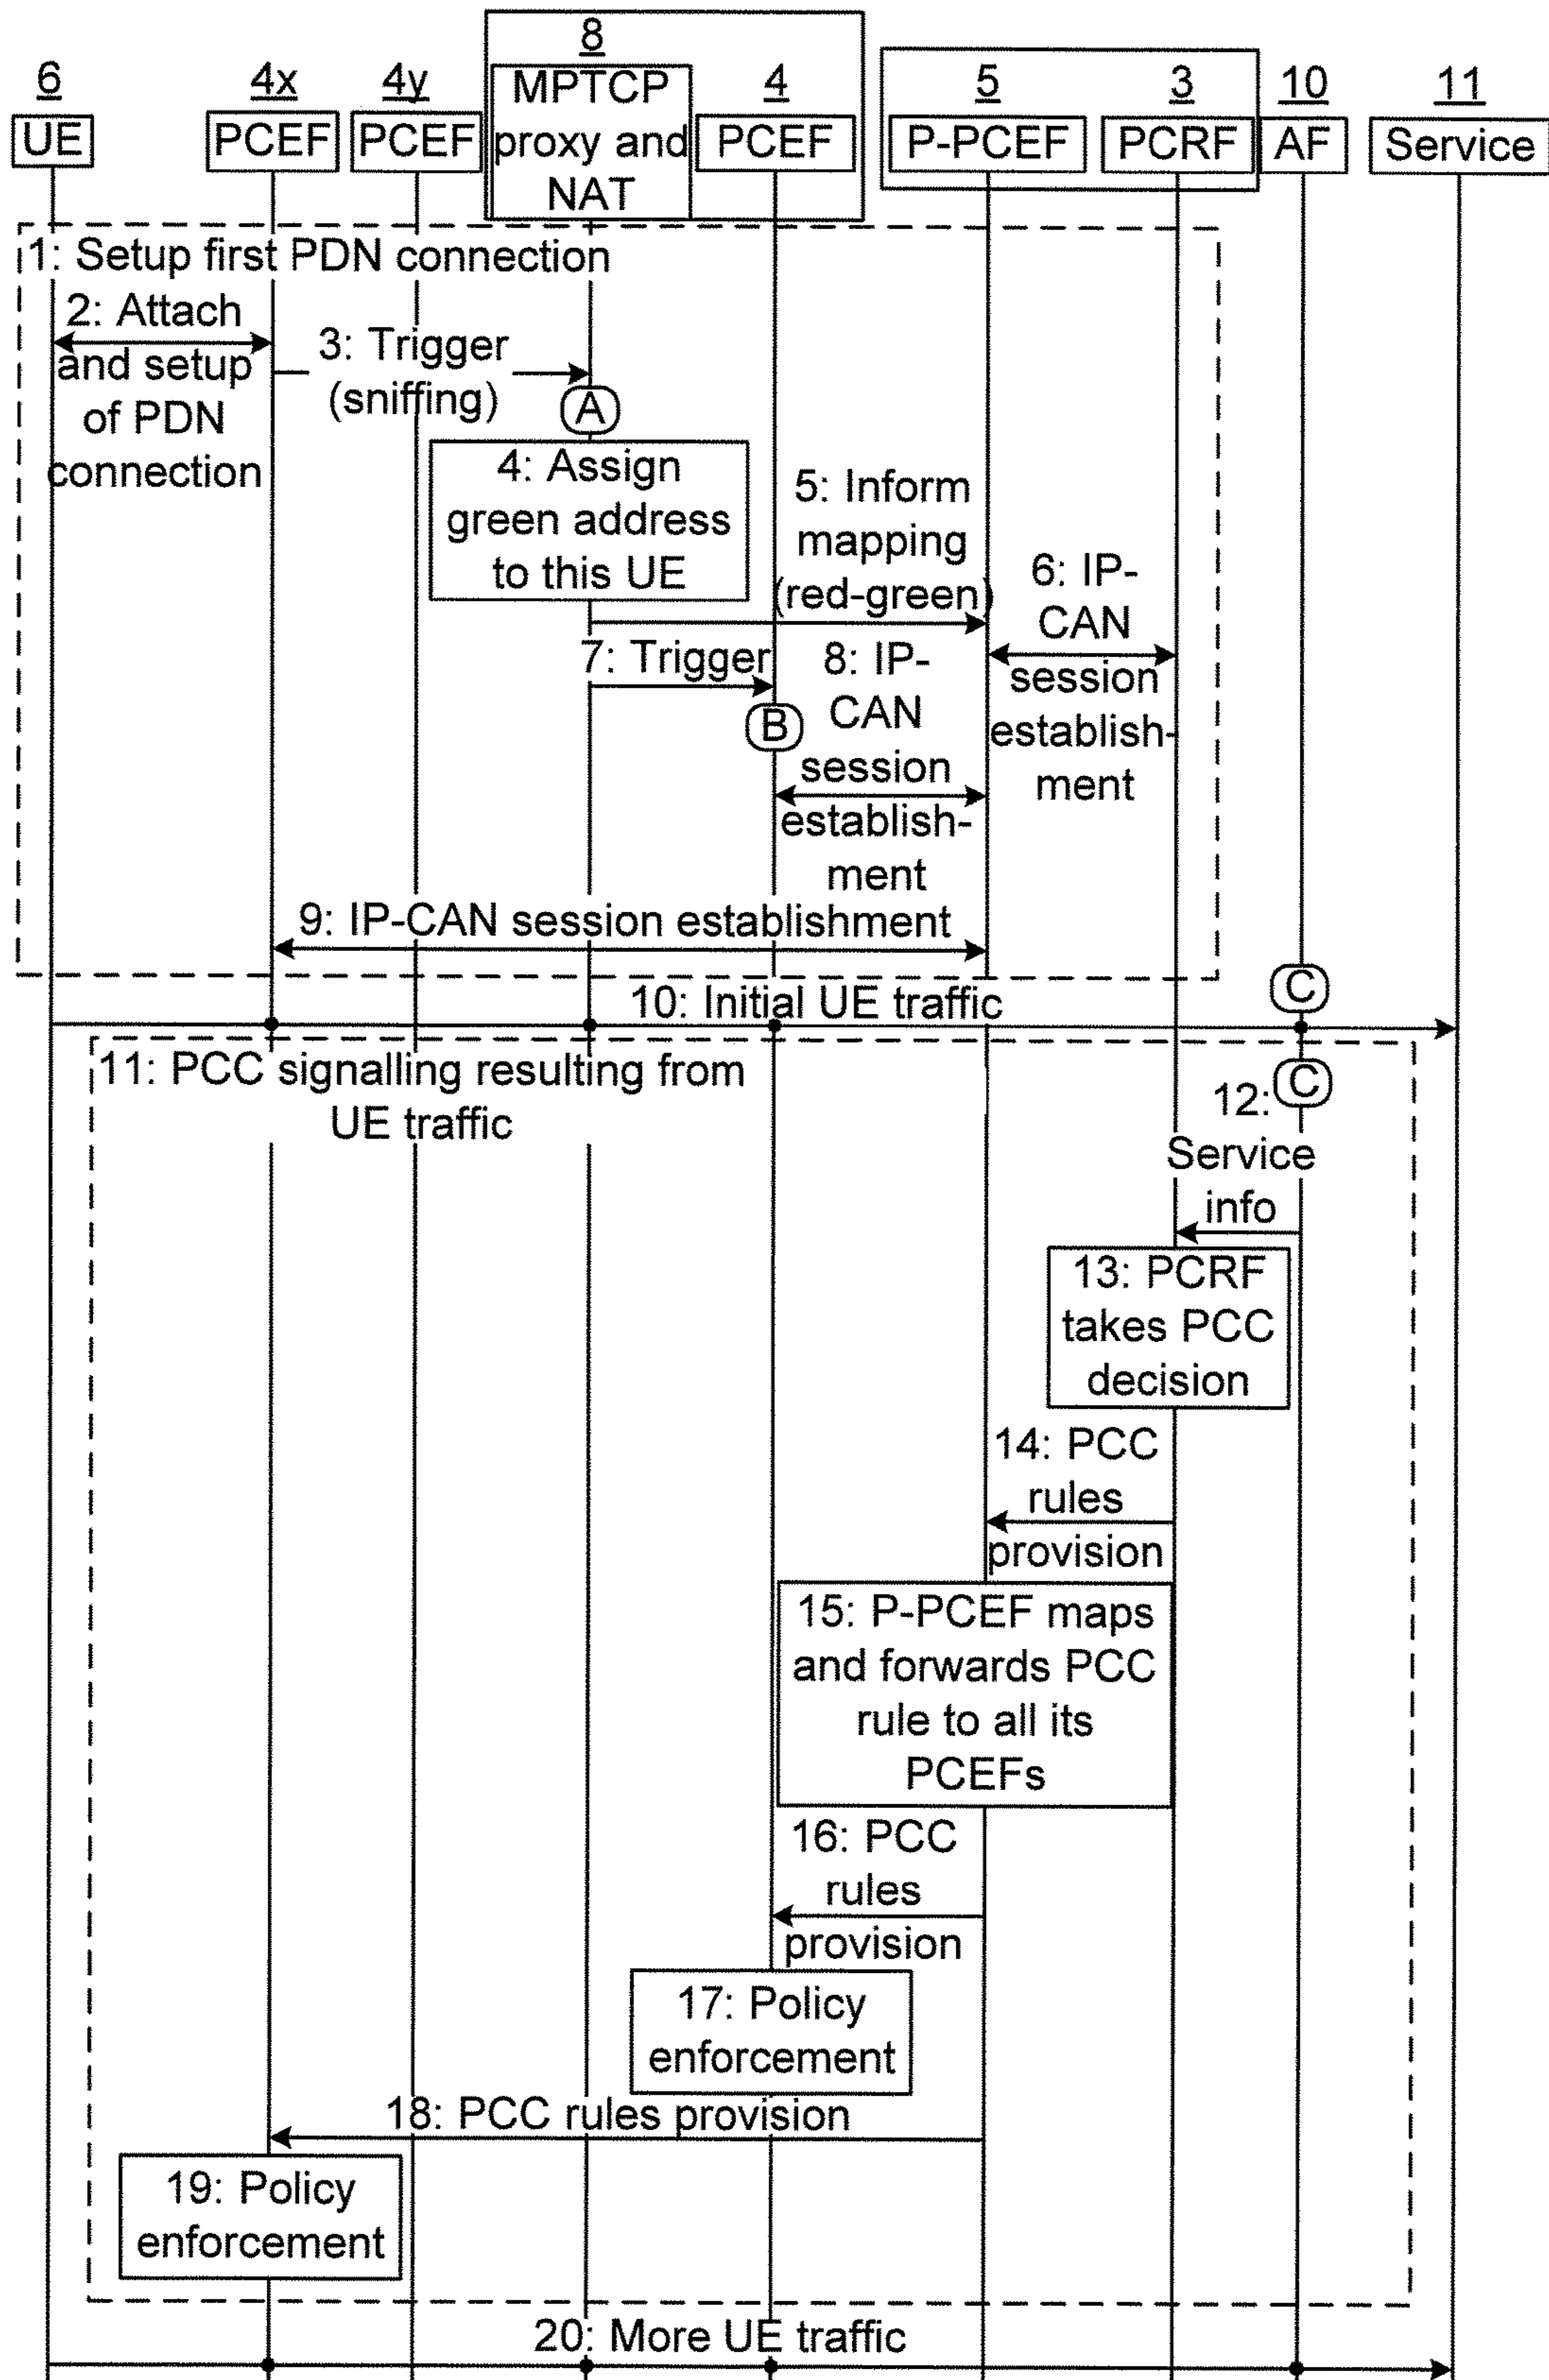 6
4x
4y
8
4
5
3
10
11
UE
PCEF
PCEF
MPTCP
proxy and
NAT
PCEF
P-PCEF
PCRF
AF
Service
1: Setup first PDN connection
2: Attach
and setup
of PDN
connection
3: Trigger
(sniffing)
A
4: Assign
green address
to this UE
5: Inform
mapping
(red-green)
6: IP-
CAN
session
establish-
ment
7: Trigger
B
8: IP-
CAN
session
establish-
ment
9: IP-CAN session establishment
C
10: Initial UE traffic
11: PCC signalling resulting from
UE traffic
C
12:
Service
info
13: PCRF
takes PCC
decision
14: PCC
rules
provision
15: P-PCEF maps
and forwards PCC
rule to all its
PCEFs
16: PCC
rules
provision
17: Policy
enforcement
18: PCC rules provision
19: Policy
enforcement
20: More UE traffic